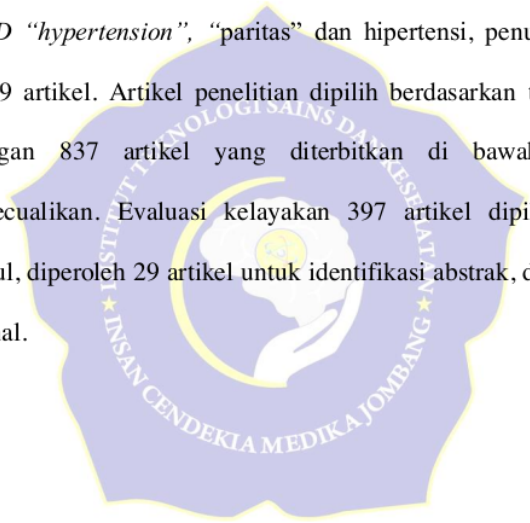 D “hypertension”, “paritas” dan hipertensi, penu
9 artikel. Artikel penelitian dipilih berdasarkan t
gan 837 artikel yang diterbitkan di bawa
ecualikan. Evaluasi kelayakan 397 artikel dipi
ul, diperoleh 29 artikel untuk identifikasi abstrak, d
al.
INSTITUT TEKNOLOGI SAINS DAN KESEHATAN
INSAN CENDEKIA MEDIKA JOMBANG